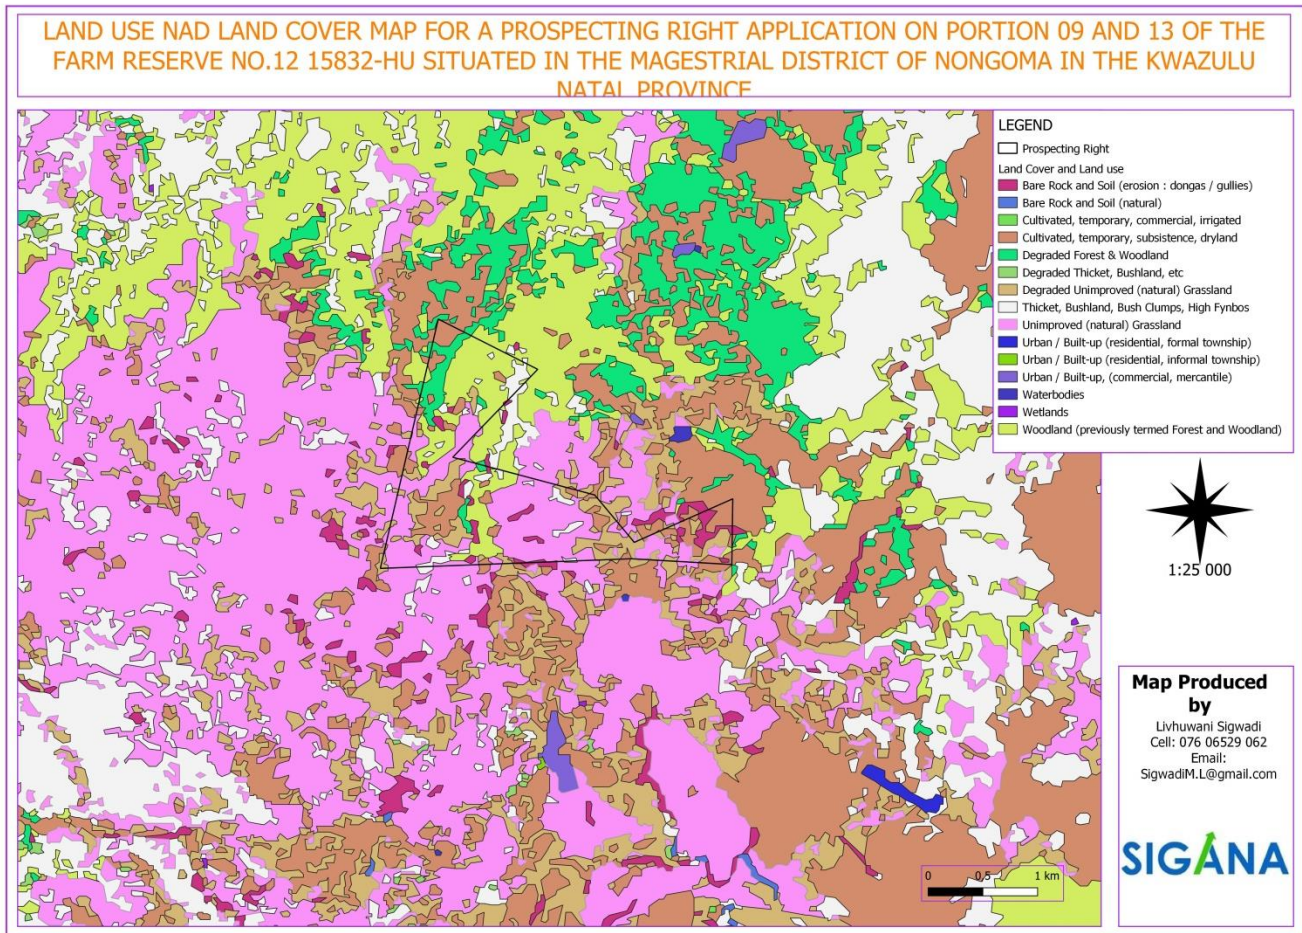 LAND USE NAD LAND COVER MAP FOR A PROSPECTING RIGHT APPLICATION ON PORTION 09 AND 13 OF THE
FARM RESERVE NO.12 15832-HU SITUATED IN THE MAGESTRIAL DISTRICT OF NONGOMA IN THE KWAZULU
NATAL PROVINCE
LEGEND
Prospecting Right
Land Cover and Land use
Bare Rock and Soil (erosion : dongas / gullies)
Bare Rock and Soil (natural)
Cultivated, temporary, commercial, irrigated
Cultivated, temporary, subsistence, dryland
Degraded Forest & Woodland
Degraded Thicket, Bushland, etc
Degraded Unimproved (natural) Grassland
Thicket, Bushland, Bush Clumps, High Fynbos
Unimproved (natural) Grassland
Urban / Built-up (residential, formal township)
Urban / Built-up (residential, informal township)
Urban / Built-up, (commercial, mercantile)
Waterbodies
Wetlands
Woodland (previously termed Forest and Woodland)
1:25 000
Map Produced
by
Livhuwani Sigwadi
Cell: 076 06529 062
Email:
SigwadiM.L@gmail.com
SIGANA
0 0,5 1 km